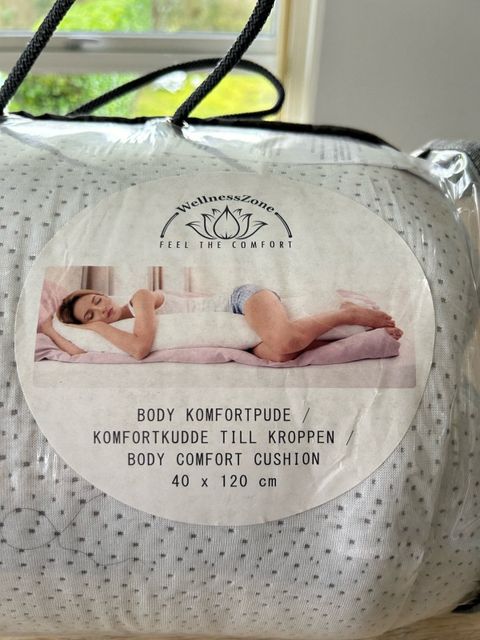 WellnessZone
FEEL THE COMFORT
BODY KOMFORTPUDE /
KOMFORTKUDDE TILL KROPPEN /
BODY COMFORT CUSHION
40 x 120 cm